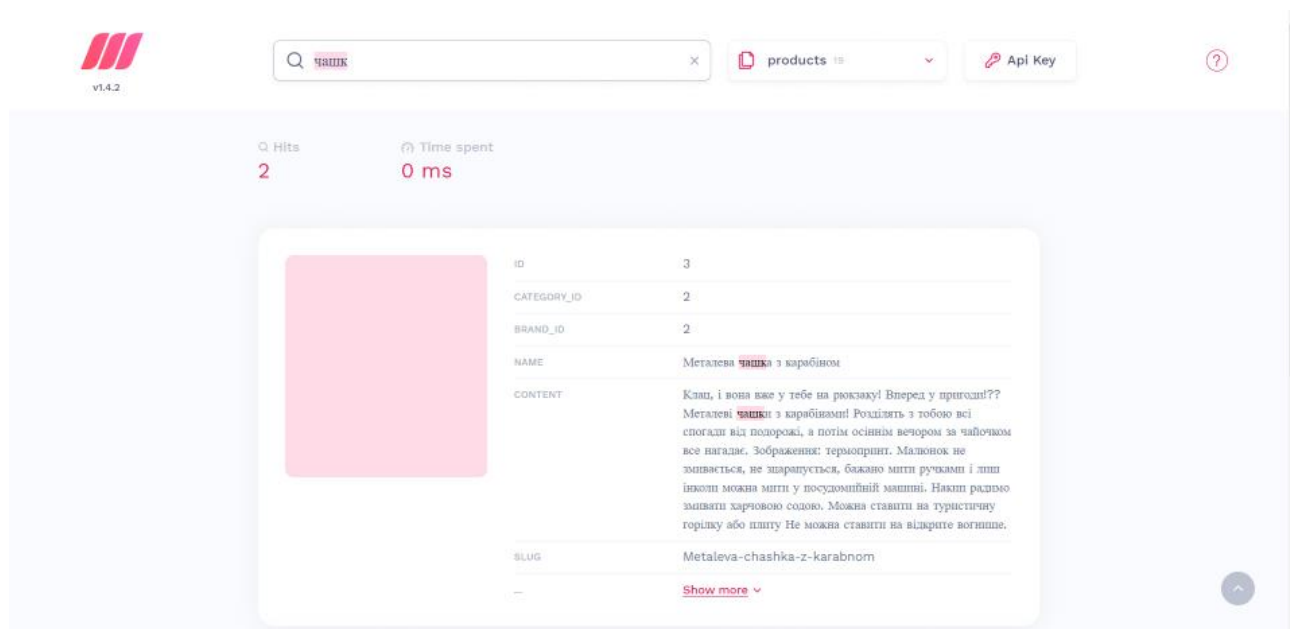 чашк
products 19
Api Key
v1.4.2
Hits
Time spent
2
0 ms
ID
3
CATEGORY_ID
2
BRAND_ID
2
NAME
Металева чашка з карабіном
CONTENT
Клац, і вона вже у тебе на рюкзаку! Вперед у пригоди!??
Металеві чашки з карабінами! Розділять з тобою всі
спогади від подорожі, а потім осіннім вечором за чайочком
все нагадає. Зображення: термопринт. Малюнок не
змивається, не зшарапується, бажано мити ручками і лиш
інколи можна мити у посудомийній машині. Накип радимо
змивати харчовою содою. Можна ставити на туристичну
горілку або плиту Не можна ставити на відкрите вогнище.
SLUG
Metaleva-chashka-z-karabnom
...
Show more